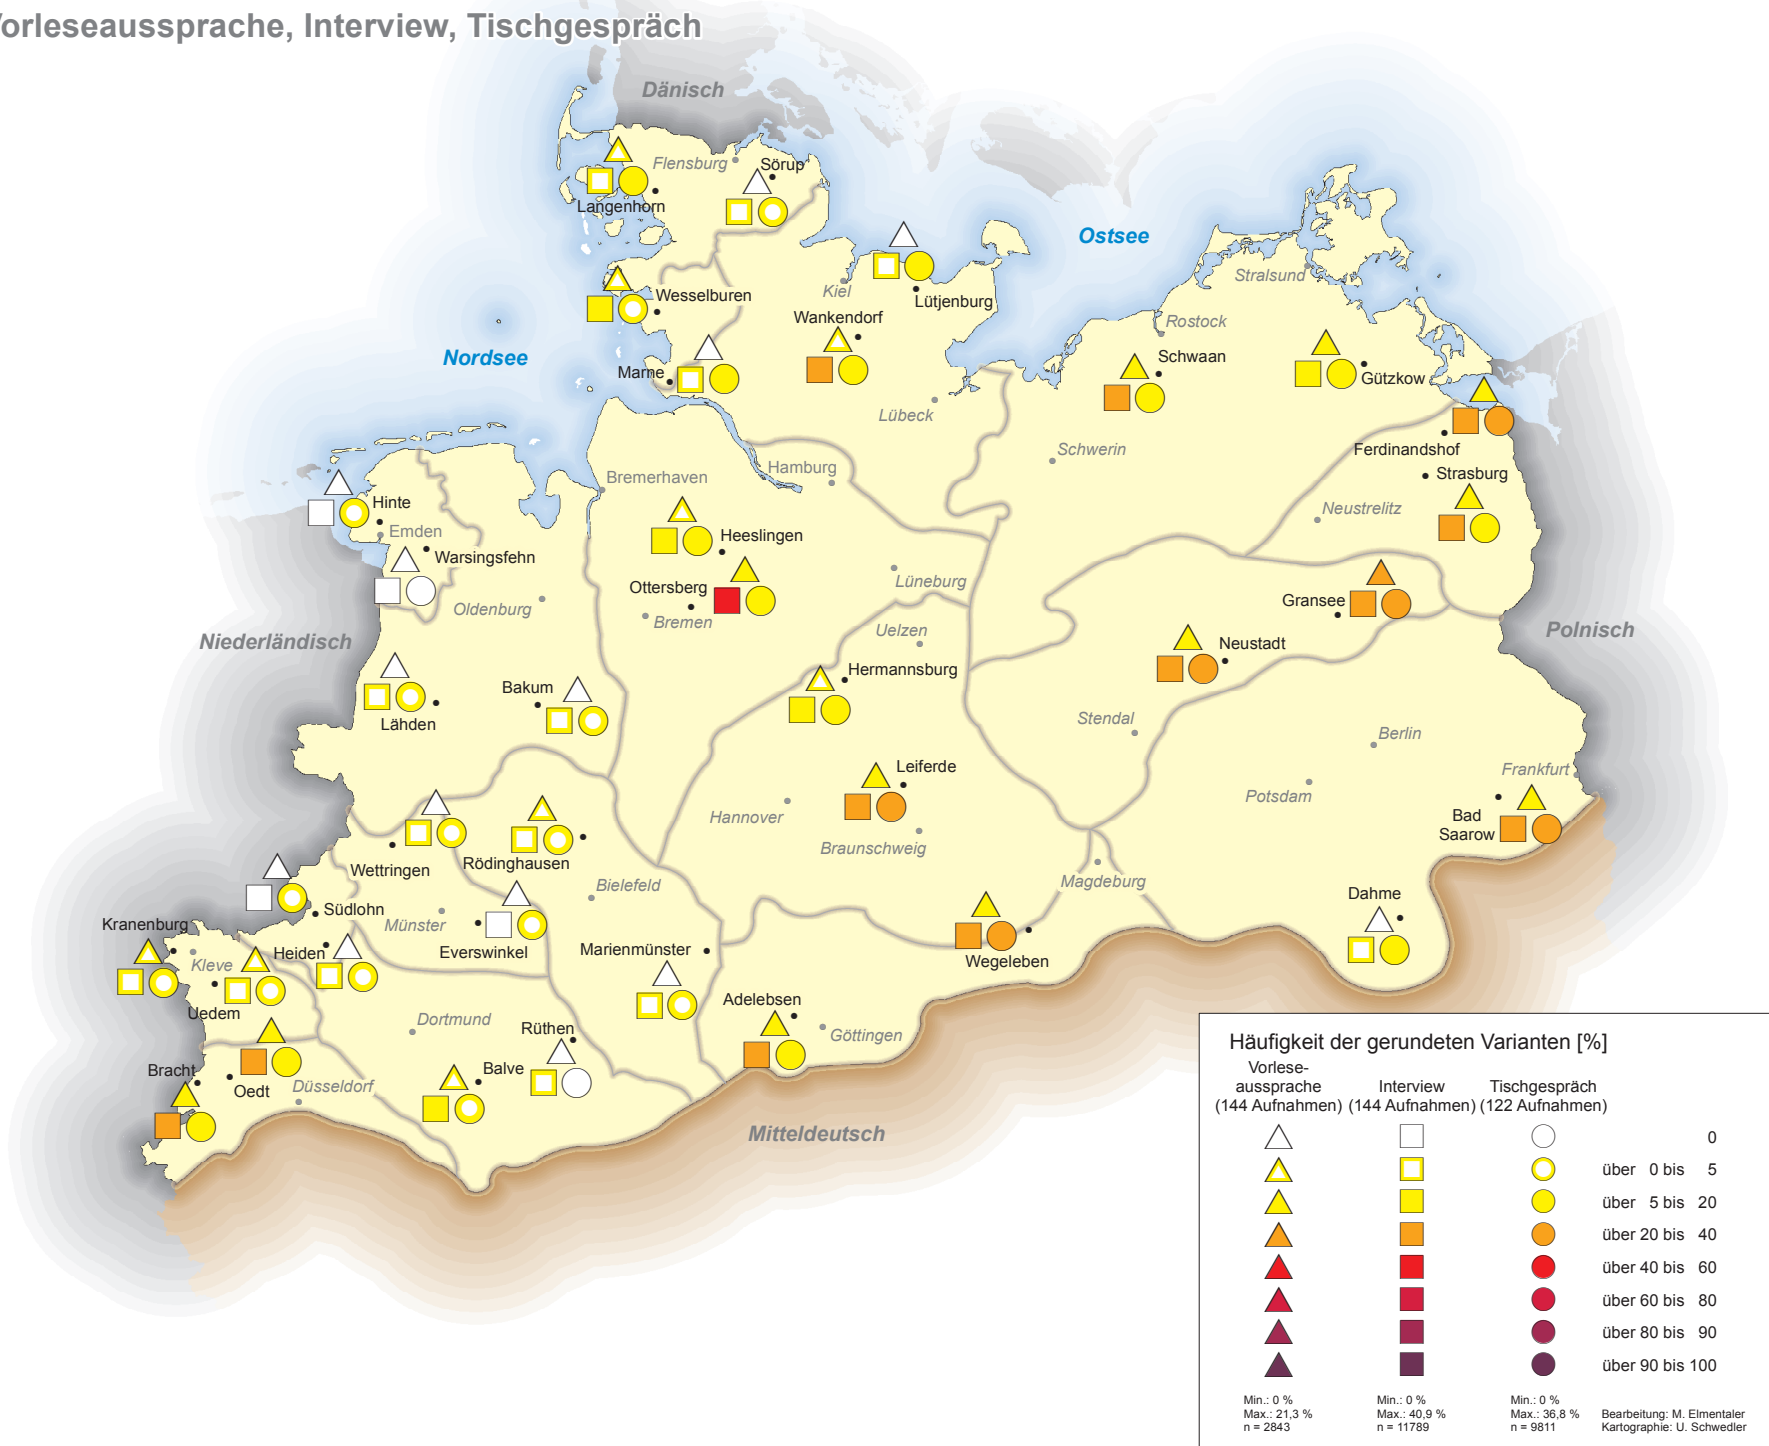 orleseaussprache, Interview, Tischgespräch
Dänisch
Flensburg
Sörup
Langenhorn
Ostsee
Stralsund
Kiel
Lütjenburg
Wesselburen
Wankendorf
Rostock
Nordsee
Schwaan
Marne
Gützkow
Lübeck
Ferdinandshof
Schwerin
Strasburg
Hamburg
Bremerhaven
Hinte
Neustrelitz
Emden
Heeslingen
Warsingsfehn
Lüneburg
Ottersberg
Gransee
Oldenburg
Bremen
Uelzen
Polnisch
Niederländisch
Neustadt
Hermannsburg
Bakum
Lähden
Stendal
Berlin
Leiferde
Frankfurt
Potsdam
Hannover
Bad
Saarow
Braunschweig
Wettringen
Rödinghausen
Bielefeld
Magdeburg
Dahme
Südlohn
Kranenburg
Münster
Heiden
Everswinkel
Marienmünster
Wegeleben
Kleve
Uedem
Adelebsen
Dortmund
Rüthen
Göttingen
Bracht
Balve
Oedt
Düsseldorf
Mitteldeutsch
Häufigkeit der gerundeten Varianten [%]
Vorlese-
aussprache Interview Tischgespräch
(144 Aufnahmen) (144 Aufnahmen) (122 Aufnahmen)
0
über 0 bis 5
über 5 bis 20
über 20 bis 40
über 40 bis 60
über 60 bis 80
über 80 bis 90
über 90 bis 100
Min.: 0 % Min.: 0 % Min.: 0 %
Max.: 21,3 % Max.: 40,9 % Max.: 36,8 % Bearbeitung: M. Elmentaler
n = 2843 n = 11789 n = 9811 Kartographie: U. Schwedler